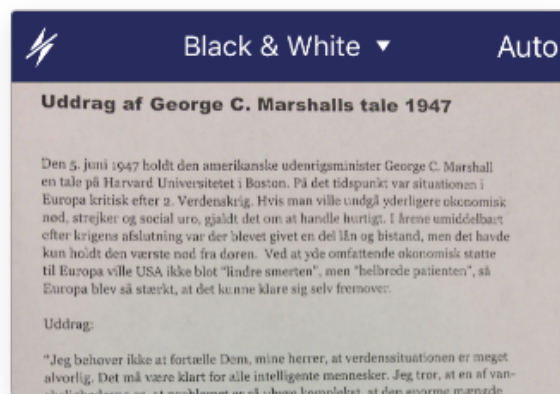 Black & White ▼
Auto
Uddrag af George C. Marshalls tale 1947
Den 5. juni 1947 holdt den amerikanske udenrigsminister George C. Marshall
en tale på Harvard Universitetet i Boston. På det tidspunkt var situationen i
Europa kritisk efter 2. Verdenskrig. Hvis man ville undgå yderligere økonomisk
nød, strejker og social uro, gjaldt det om at handle hurtigt. I årene umiddelbart
efter krigens afslutning var der blevet givet en del lån og bistand, men det havde
kun holdt den værste nød fra døren. Ved at yde omfattende økonomisk støtte
til Europa ville USA ikke blot "lindre smerten", men "helbrede patienten", så
Europa blev så stærkt, at det kunne klare sig selv fremover.
Uddrag:
"Jeg behøver ikke at fortælle Dem, mine herrer, at verdenssituationen er meget
alvorlig. Det må være klart for alle intelligente mennesker. Jeg tror, at en af van-